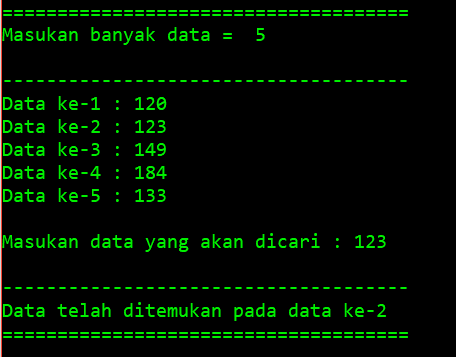 =====================================
Masukan banyak data =  5
-------------------------------------
Data ke-1 : 120
Data ke-2 : 123
Data ke-3 : 149
Data ke-4 : 184
Data ke-5 : 133
Masukan data yang akan dicari : 123
-------------------------------------
Data telah ditemukan pada data ke-2
=====================================